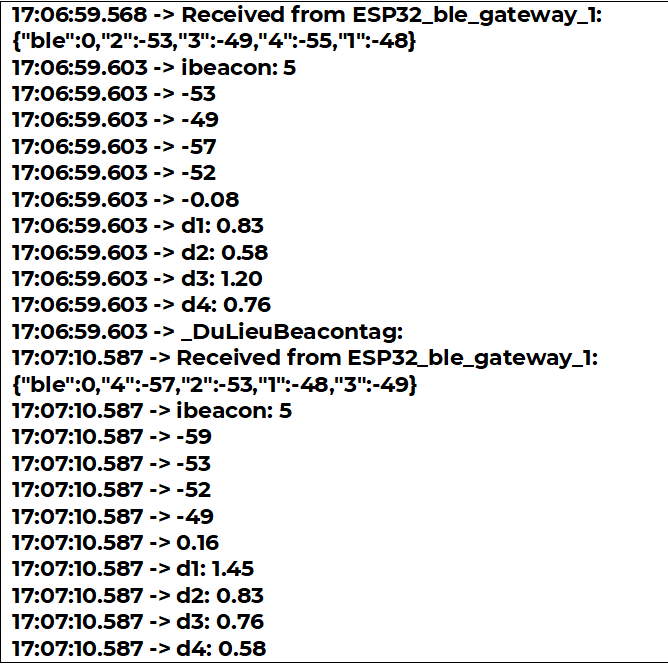 17:06:59.568 -> Received from ESP32_ble_gateway_1:
{"ble":0,"2":-53,"3":-49,"4":-55,"1":-48}
17:06:59.603 -> ibeacon: 5
17:06:59.603 -> -53
17:06:59.603 -> -49
17:06:59.603 -> -57
17:06:59.603 -> -52
17:06:59.603 -> -0.08
17:06:59.603 -> d1: 0.83
17:06:59.603 -> d2: 0.58
17:06:59.603 -> d3: 1.20
17:06:59.603 -> d4: 0.76
17:06:59.603 -> _DuLieuBeacontag:
17:07:10.587 -> Received from ESP32_ble_gateway_1:
{"ble":0,"4":-57,"2":-53,"1":-48,"3":-49}
17:07:10.587 -> ibeacon: 5
17:07:10.587 -> -59
17:07:10.587 -> -53
17:07:10.587 -> -52
17:07:10.587 -> -49
17:07:10.587 -> 0.16
17:07:10.587 -> d1: 1.45
17:07:10.587 -> d2: 0.83
17:07:10.587 -> d3: 0.76
17:07:10.587 -> d4: 0.58